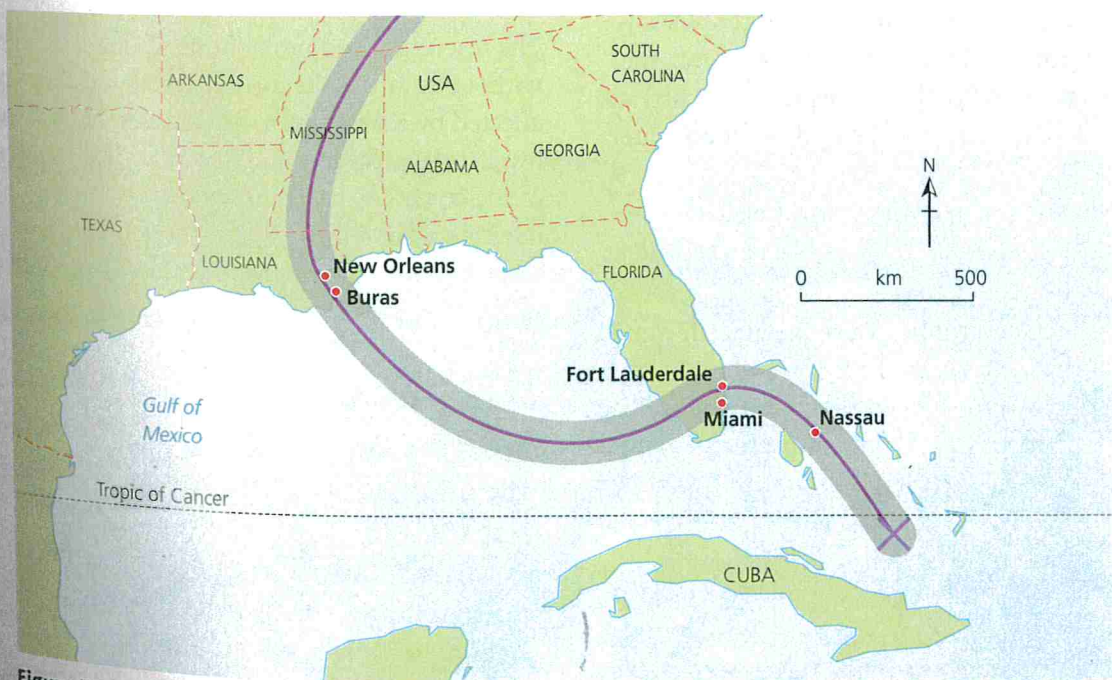 SOUTH
CAROLINA
ARKANSAS
USA
MISSISSIPPI
N
GEORGIA
ALABAMA
TEXAS
LOUISIANA
New Orleans
FLORIDA
0 km 500
Buras
Fort Lauderdale
Gulf of
Mexico
Miami
Nassau
Tropic of Cancer
CUBA